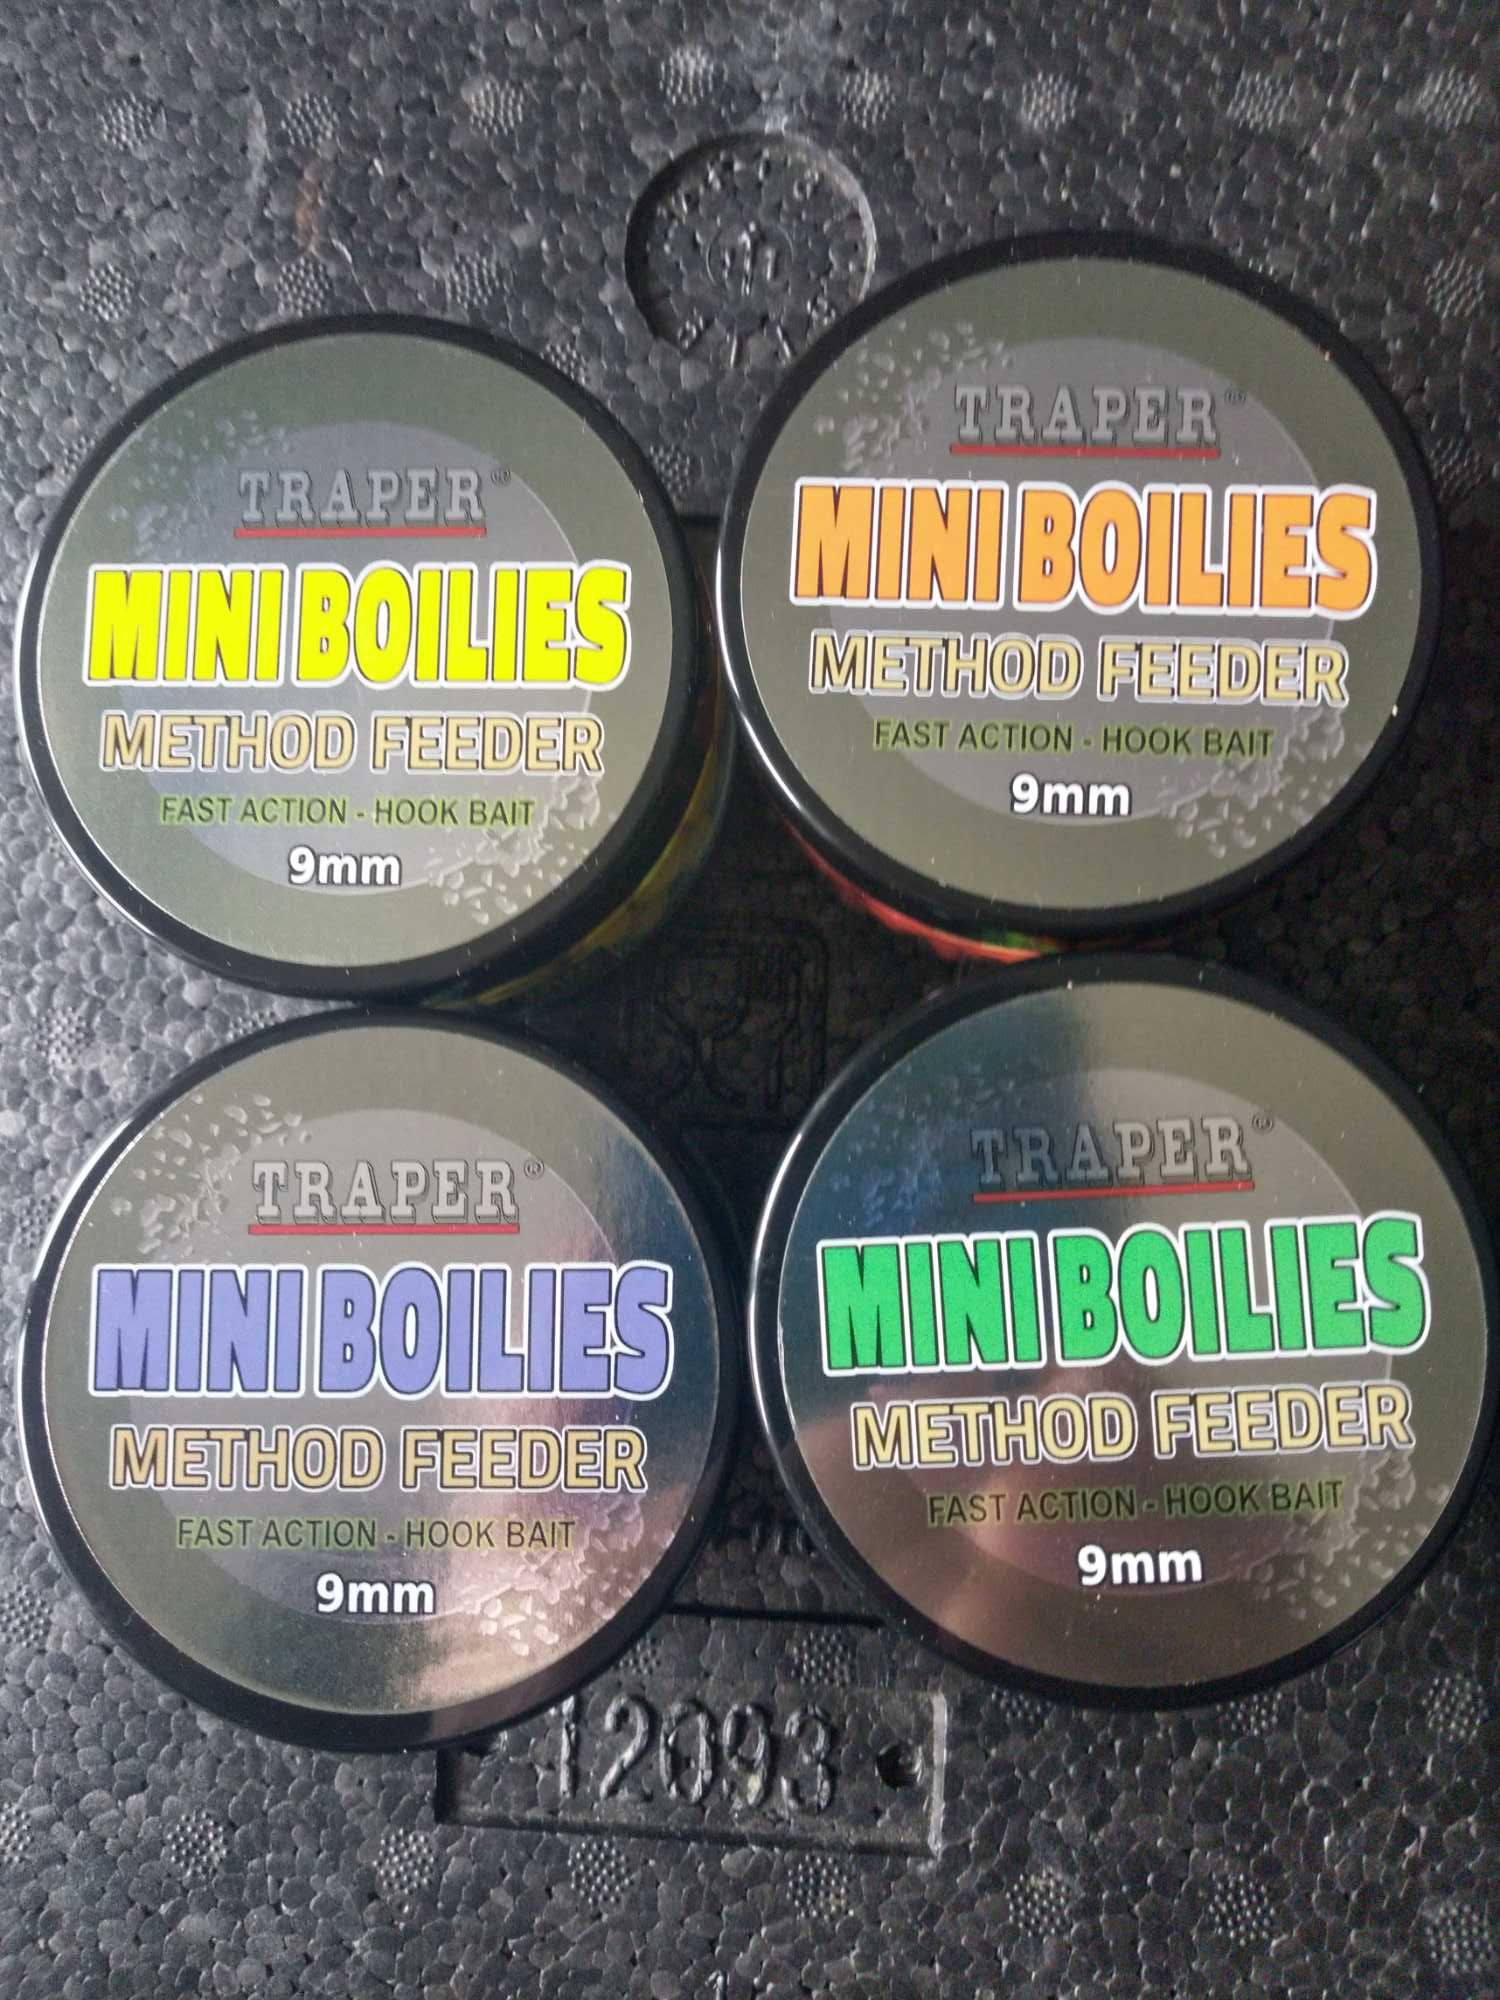 TRAPER®
MINI BOILIES
METHOD FEEDER
FAST ACTION - HOOK BAIT
9mm
TRAPER®
MINI BOILIES
METHOD FEEDER
FAST ACTION - HOOK BAIT
9mm
TRAPER®
MINI BOILIES
METHOD FEEDER
FAST ACTION - HOOK BAIT
9mm
TRAPER®
MINI BOILIES
METHOD FEEDER
FAST ACTION - HOOK BAIT
9mm
12093